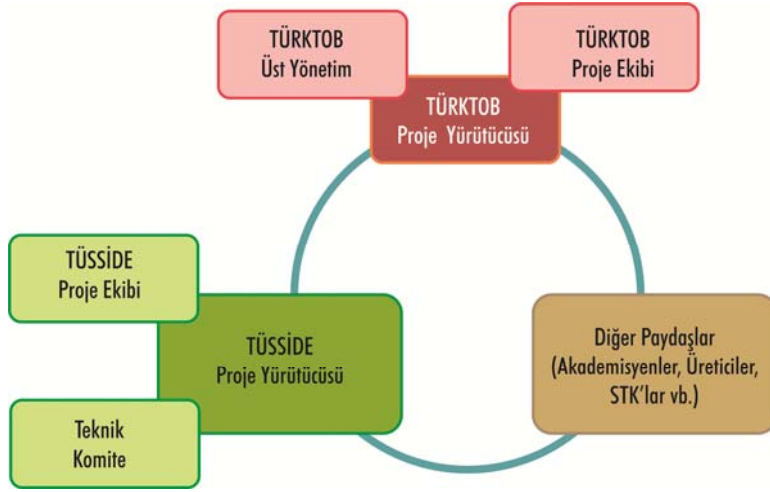 TÜRKTOB
Üst Yönetim
TÜRKTOB
Proje Ekibi
TÜRKTOB
Proje Yürütücüsü
TÜSSİDE
Proje Ekibi
TÜSSİDE
Proje Yürütücüsü
Teknik
Komite
Diğer Paydaşlar
(Akademisyenler, Üreticiler,
STK'lar vb.)